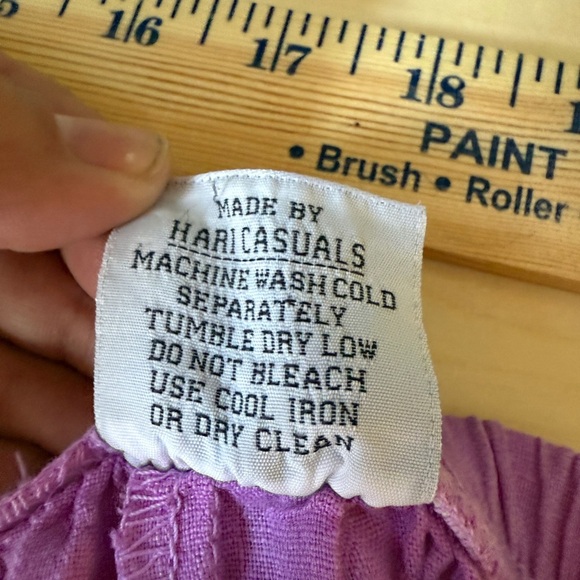 16 17 18
PAINT
• Brush • Roller
MADE BY
HARICASUALS
MACHINE WASH COLD
SEPARATELY
TUMBLE DRY LOW
DO NOT BLEACH
USE COOL IRON
OR DRY CLEAN